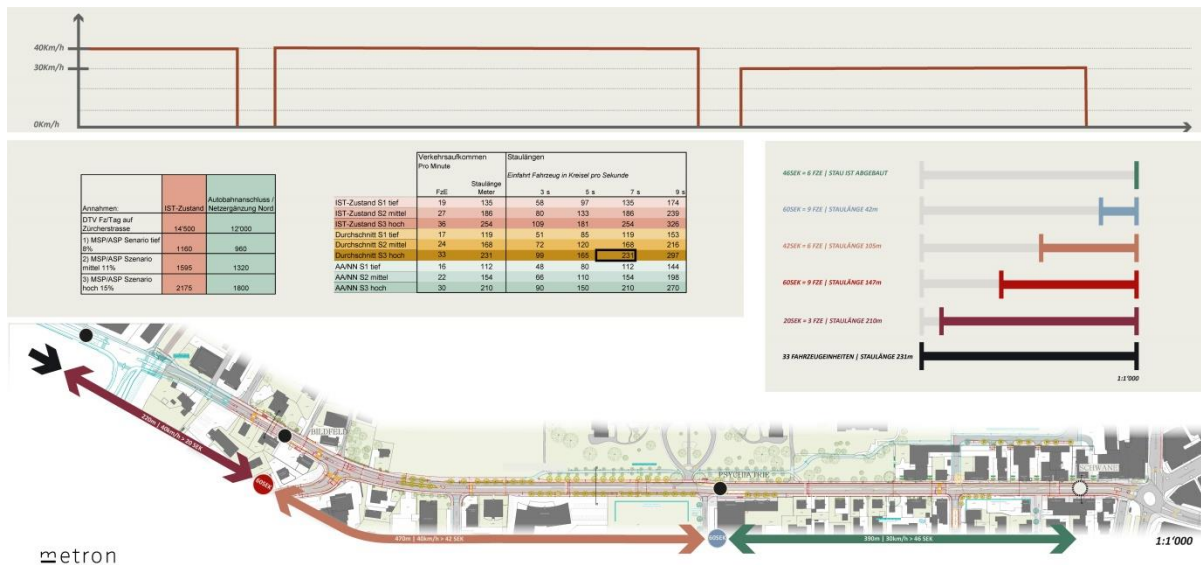 40Km/h
30Km/h
0Km/h
Annahmen: IST-Zustand Autobahnanschluss / Netzergänzung Nord
DTV Fz/Tag auf Zürcherstrasse 14'500 12'000
1) MSP/ASP Senario tief 8% 1160 960
2) MSP/ASP Szenario mittel 11% 1595 1320
3) MSP/ASP Szenario hoch 15% 2175 1800
Verkehrsaufkommen Pro Minute Staulängen
Einfahrt Fahrzeug in Kreisel pro Sekunde
FzE Staulänge Meter 3 s 5 s 7 s 9 s
IST-Zustand S1 tief 19 135 58 97 135 174
IST-Zustand S2 mittel 27 186 80 133 186 239
IST-Zustand S3 hoch 36 254 109 181 254 326
Durchschnitt S1 tief 17 119 51 85 119 153
Durchschnitt S2 mittel 24 168 72 120 168 216
Durchschnitt S3 hoch 33 231 99 165 231 297
AA/NN S1 tief 16 112 48 80 112 144
AA/NN S2 mittel 22 154 66 110 154 198
AA/NN S3 hoch 30 210 90 150 210 270
46SEK = 6 FZE | STAU IST ABGEBAUT
60SEK = 9 FZE | STAULÄNGE 42m
42SEK = 6 FZE | STAULÄNGE 105m
60SEK = 9 FZE | STAULÄNGE 147m
20SEK = 3 FZE | STAULÄNGE 210m
33 FAHRZEUGEINHEITEN | STAULÄNGE 231m
1:1'000
220m | 40km/h > 20 SEK
BILDFELD
60SEK
PSYCHIATRIE
SCHWANE
470m | 40km/h > 42 SEK
60SEK
390m | 30km/h > 46 SEK
1:1'000
metron